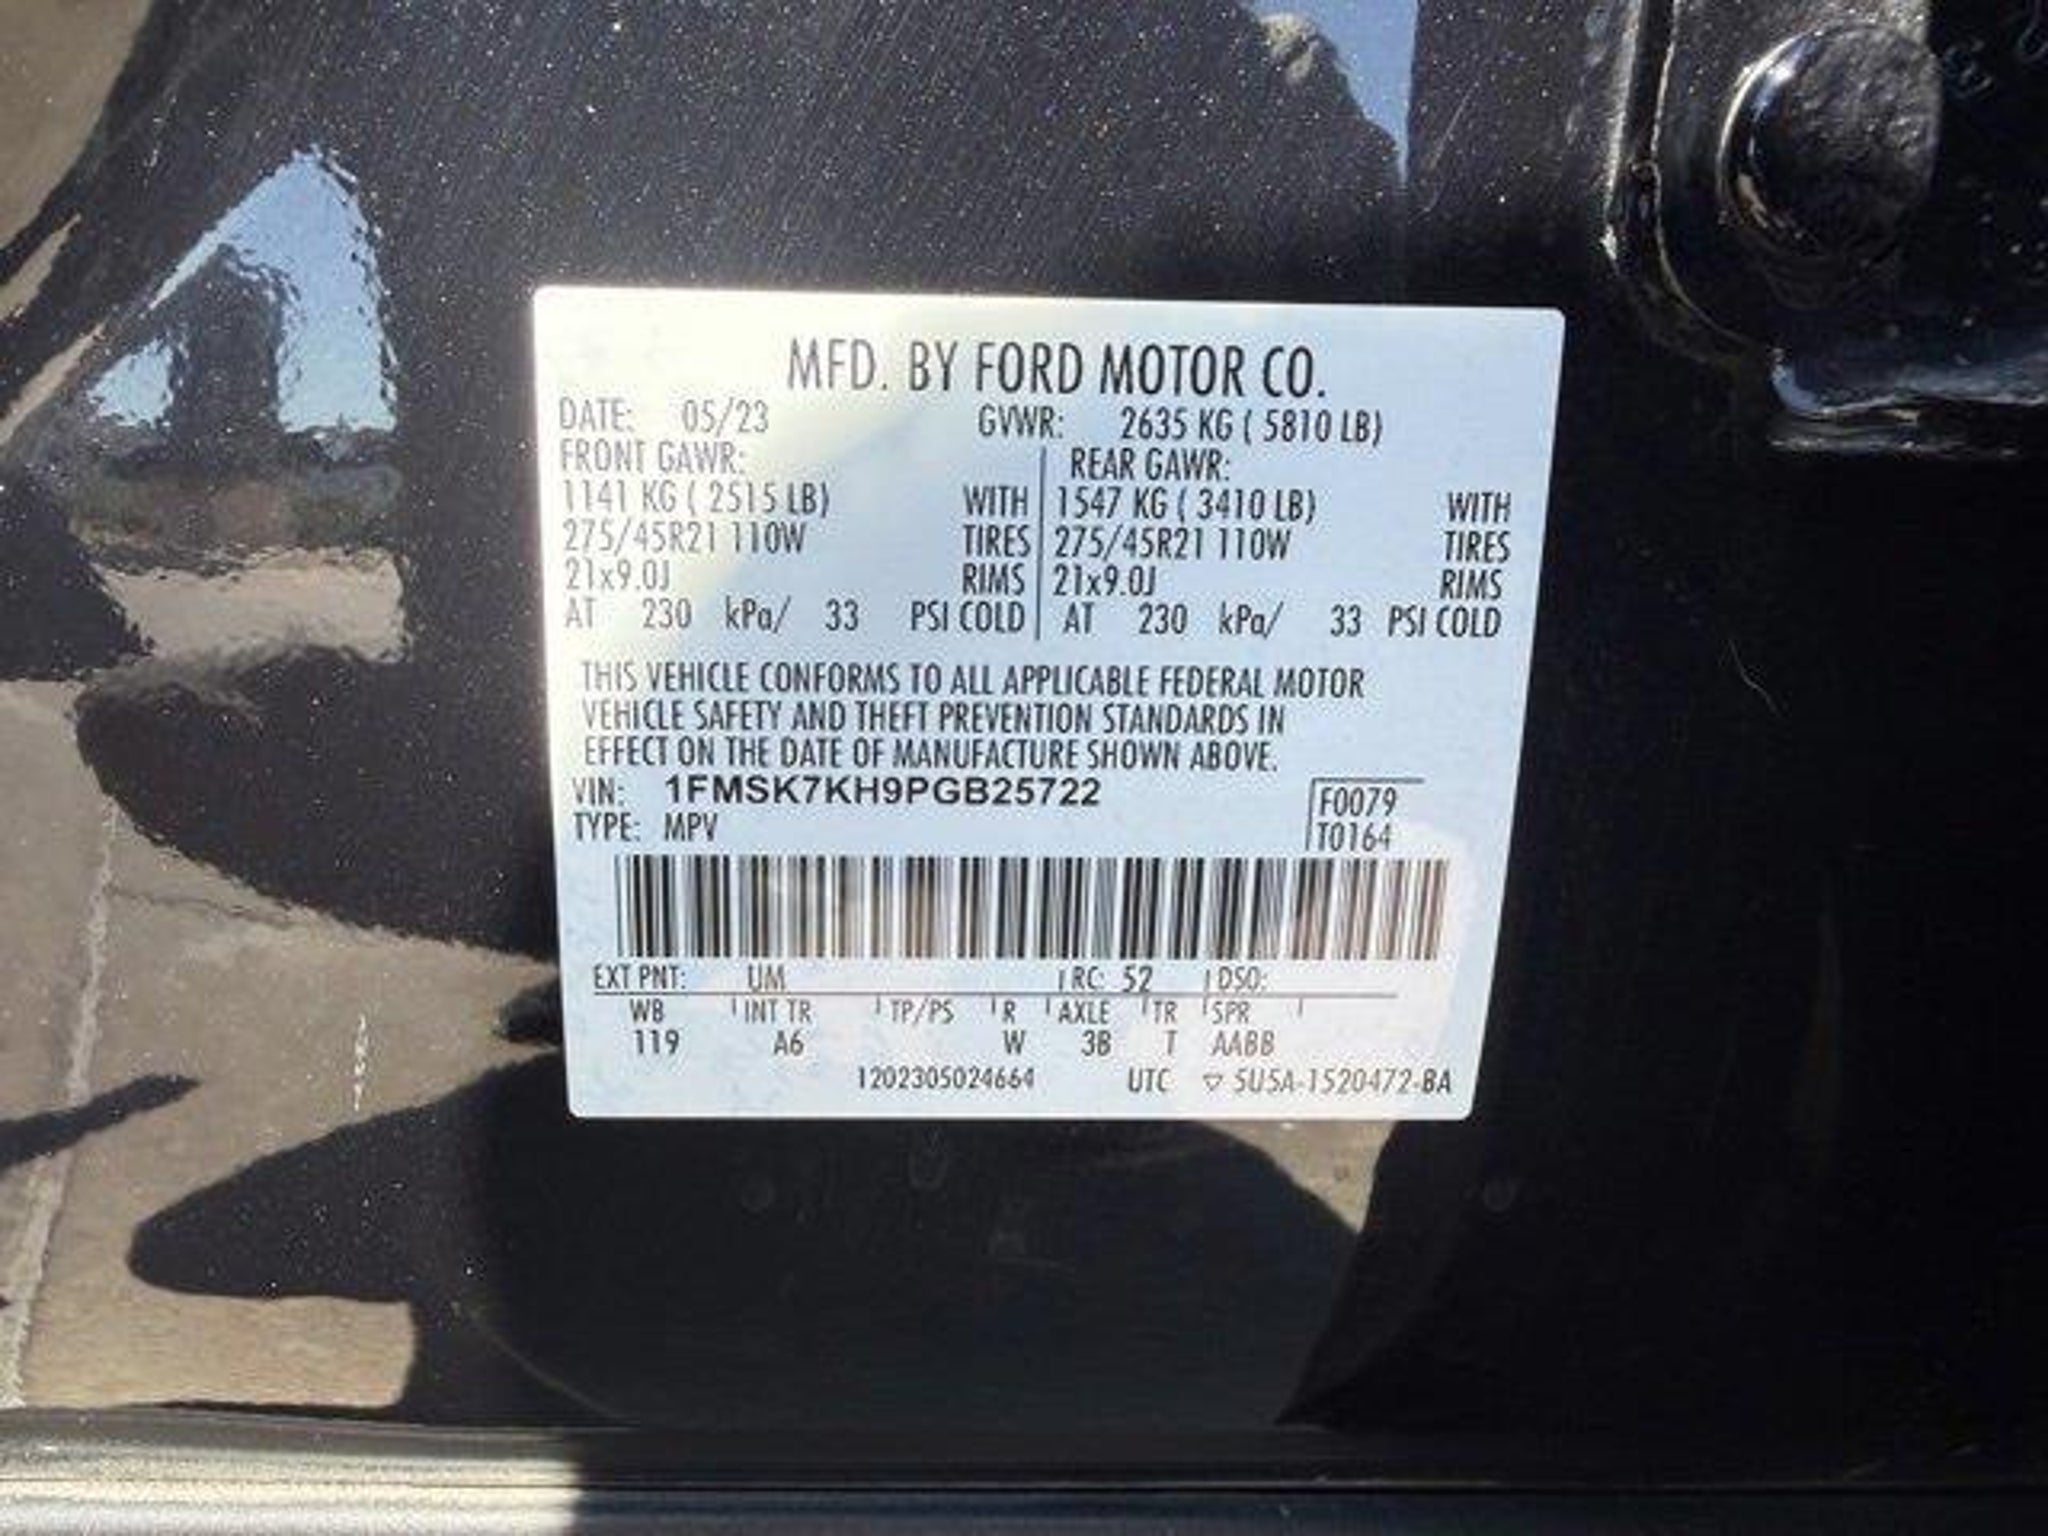 MFD. BY FORD MOTOR CO.
DATE: 05/23 GVWR: 2635 KG ( 5810 LB)
FRONT GAWR: REAR GAWR:
1141 KG ( 2515 LB) WITH 1547 KG ( 3410 LB) WITH
275/45R21 110W TIRES 275/45R21 110W TIRES
21x9.0J RIMS 21x9.0J RIMS
AT 230 kPa/ 33 PSI COLD AT 230 kPa/ 33 PSI COLD
THIS VEHICLE CONFORMS TO ALL APPLICABLE FEDERAL MOTOR
VEHICLE SAFETY AND THEFT PREVENTION STANDARDS IN
EFFECT ON THE DATE OF MANUFACTURE SHOWN ABOVE.
VIN: 1FMSK7KH9PGB25722 F0079
TYPE: MPV T0164
EXT PNT: UM RC: 52 DSO:
WB INT TR TP/PS R AXLE TR SPR
119 A6 W 3B T AABB
1202305024664 UTC ▽ 5U5A-1520472-BA